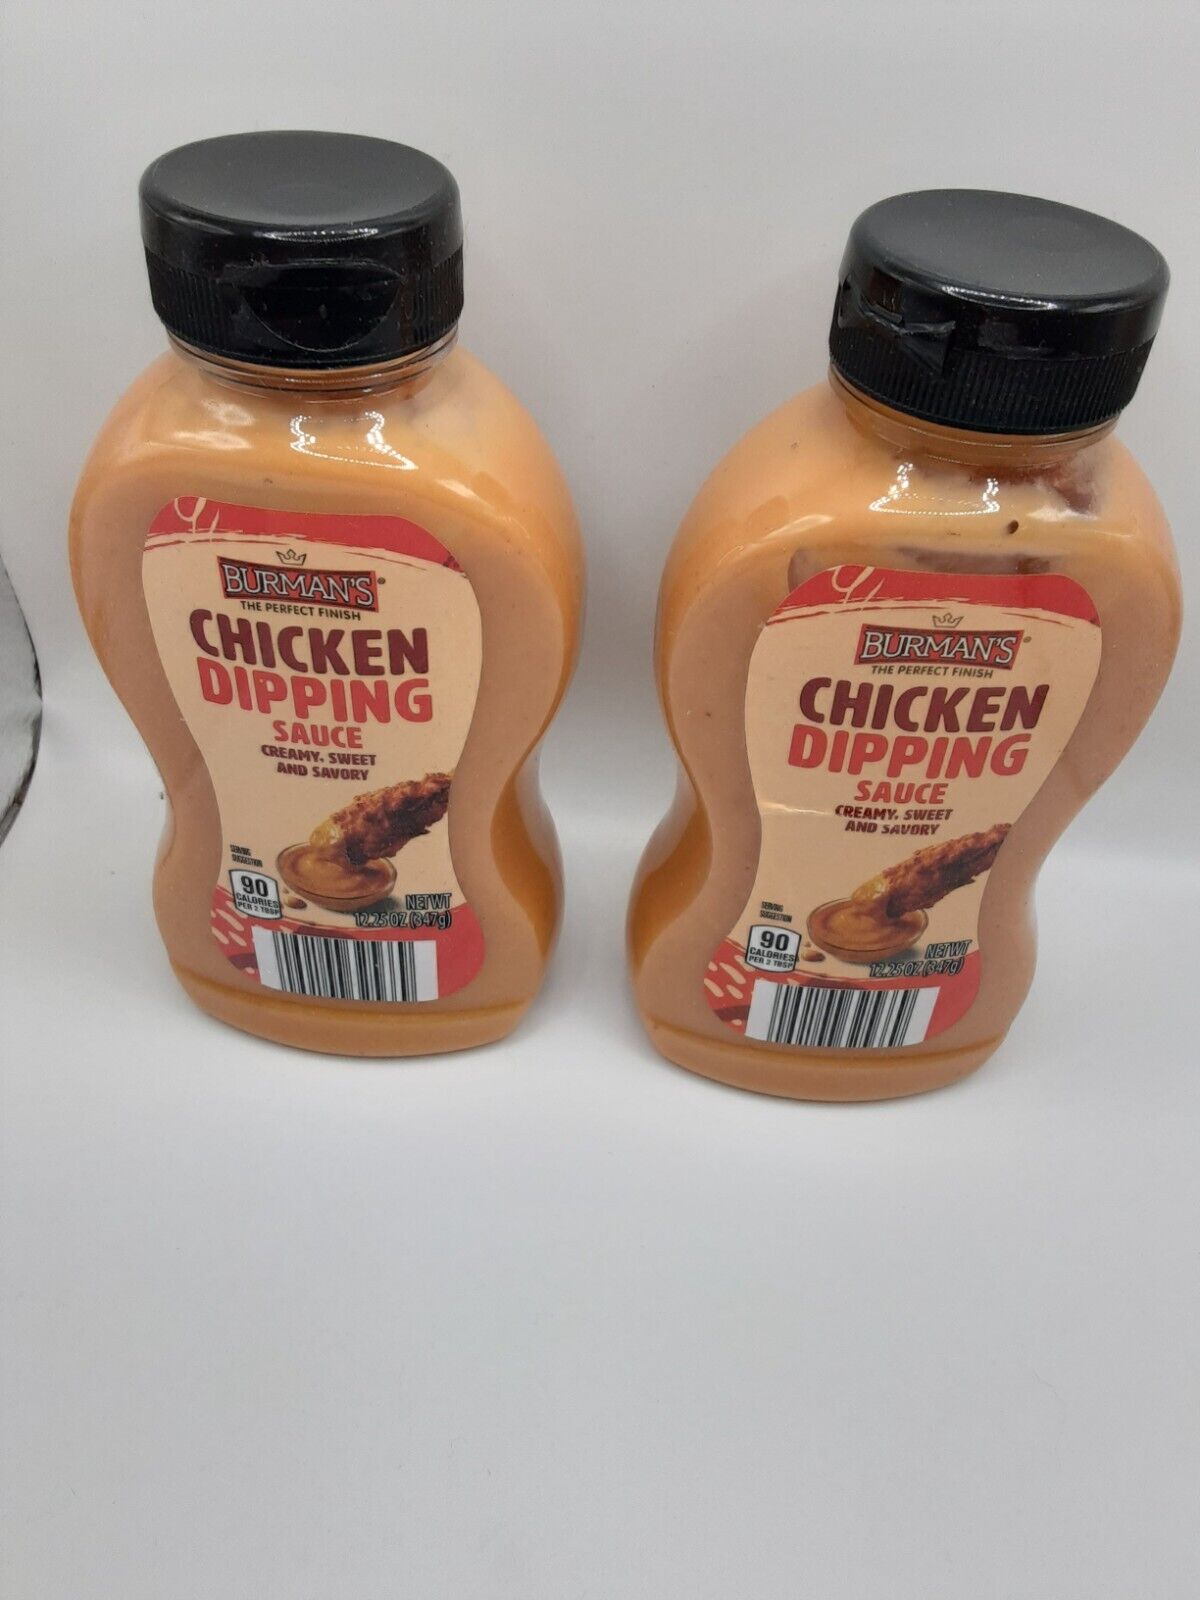 BURMAN'S®
THE PERFECT FINISH
CHICKEN
DIPPING
SAUCE
CREAMY, SWEET
AND SAVORY
SERVING
SUGGESTION
90
CALORIES
PER 2 TBSP
NET WT
12.25 OZ (347g)
BURMAN'S®
THE PERFECT FINISH
CHICKEN
DIPPING
SAUCE
CREAMY, SWEET
AND SAVORY
SERVING
SUGGESTION
90
CALORIES
PER 2 TBSP
NET WT
12.25 OZ (347g)